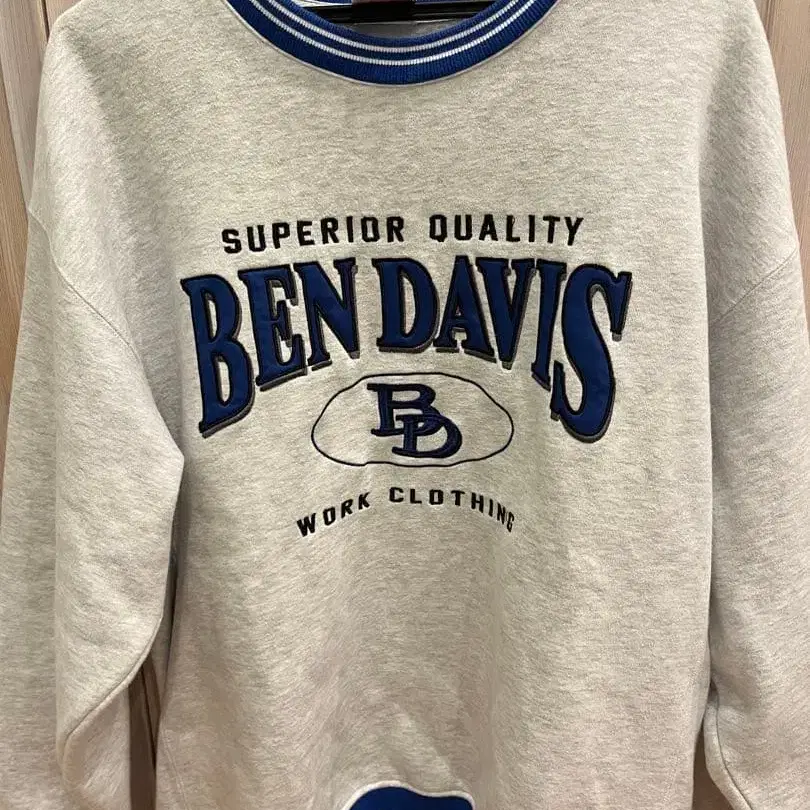 SUPERIOR QUALITY
BEN DAVIS
BD
WORK CLOTHING